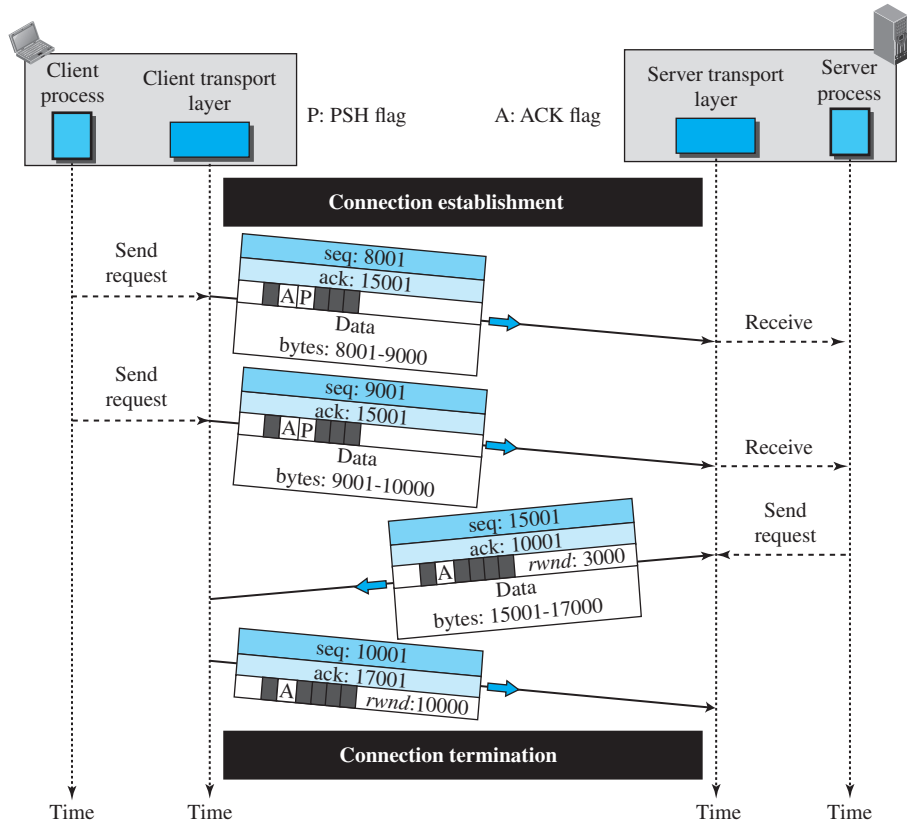 Client process
Client transport layer
P: PSH flag
A: ACK flag
Server transport layer
Server process
Connection establishment
Send request
seq: 8001
ack: 15001
A P
Data
bytes: 8001-9000
Receive
Send request
seq: 9001
ack: 15001
A P
Data
bytes: 9001-10000
Receive
Send request
seq: 15001
ack: 10001
A
rwnd: 3000
Data
bytes: 15001-17000
seq: 10001
ack: 17001
A
rwnd:10000
Connection termination
Time
Time
Time
Time